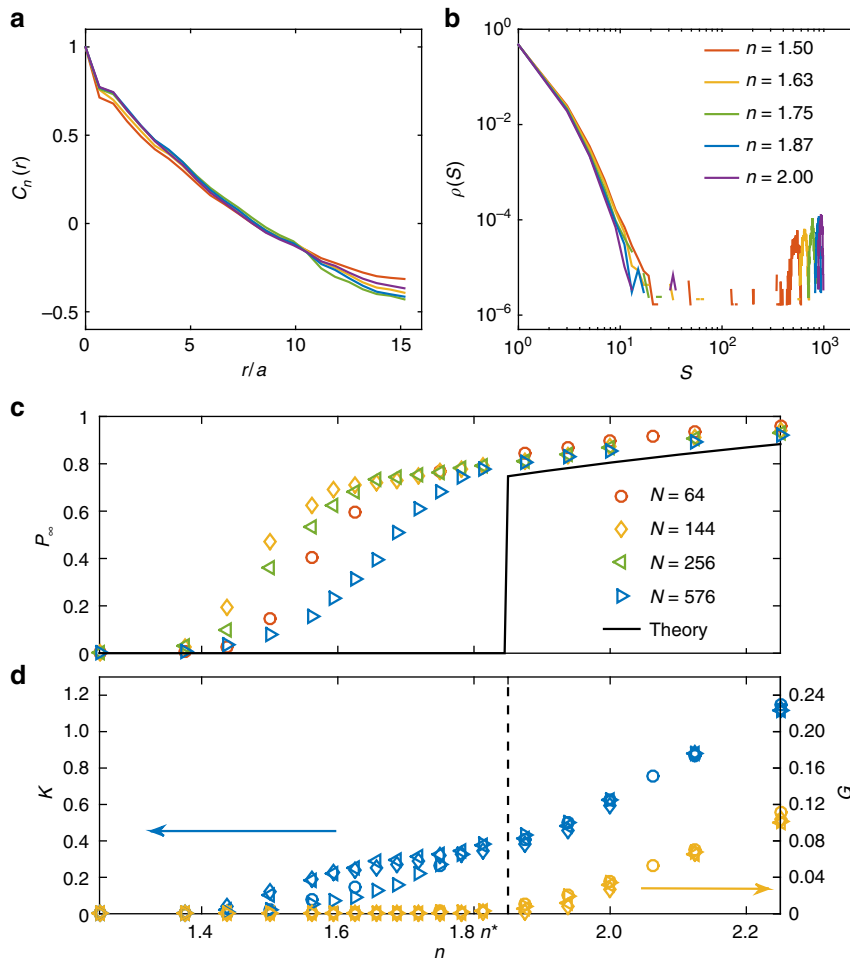 a
1
0.5
0
−0.5
C_n(r)
0
5
10
15
r/a
b
10^0
10^−2
10^−4
10^−6
ρ(S)
10^0
10^1
10^2
10^3
S
n = 1.50
n = 1.63
n = 1.75
n = 1.87
n = 2.00
c
1
0.8
0.6
0.4
0.2
0
P_∞
N = 64
N = 144
N = 256
N = 576
Theory
d
1.2
1.0
0.8
0.6
0.4
0.2
0
K
0.24
0.20
0.16
0.12
0.08
0.04
0
G
1.4
1.6
1.8
n*
2.0
2.2
n